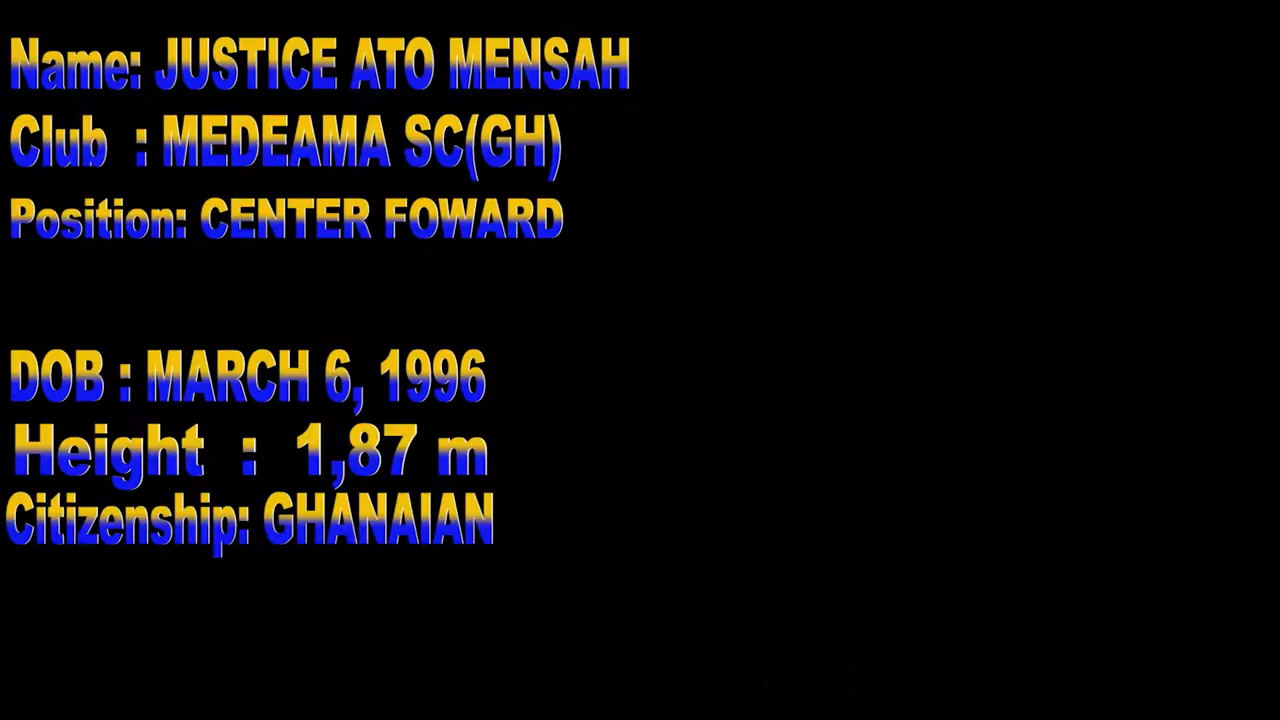 Name: JUSTICE ATO MENSAH
Club : MEDEAMA SC(GH)
Position: CENTER FOWARD
DOB : MARCH 6, 1996
Height : 1,87 m
Citizenship: GHANAIAN